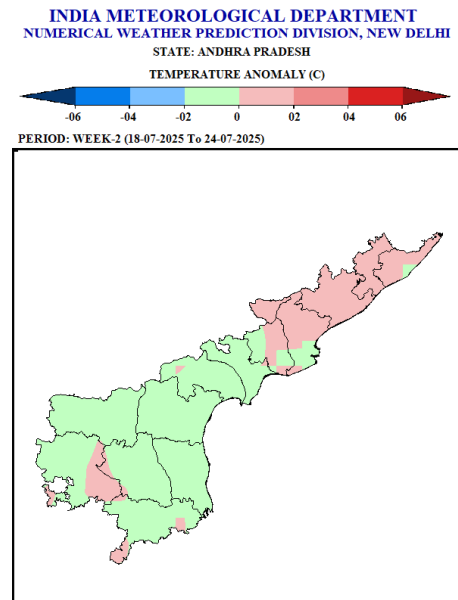 INDIA METEOROLOGICAL DEPARTMENT
NUMERICAL WEATHER PREDICTION DIVISION, NEW DELHI
STATE: ANDHRA PRADESH
TEMPERATURE ANOMALY (C)
-06 -04 -02 0 02 04 06
PERIOD: WEEK-2 (18-07-2025 To 24-07-2025)